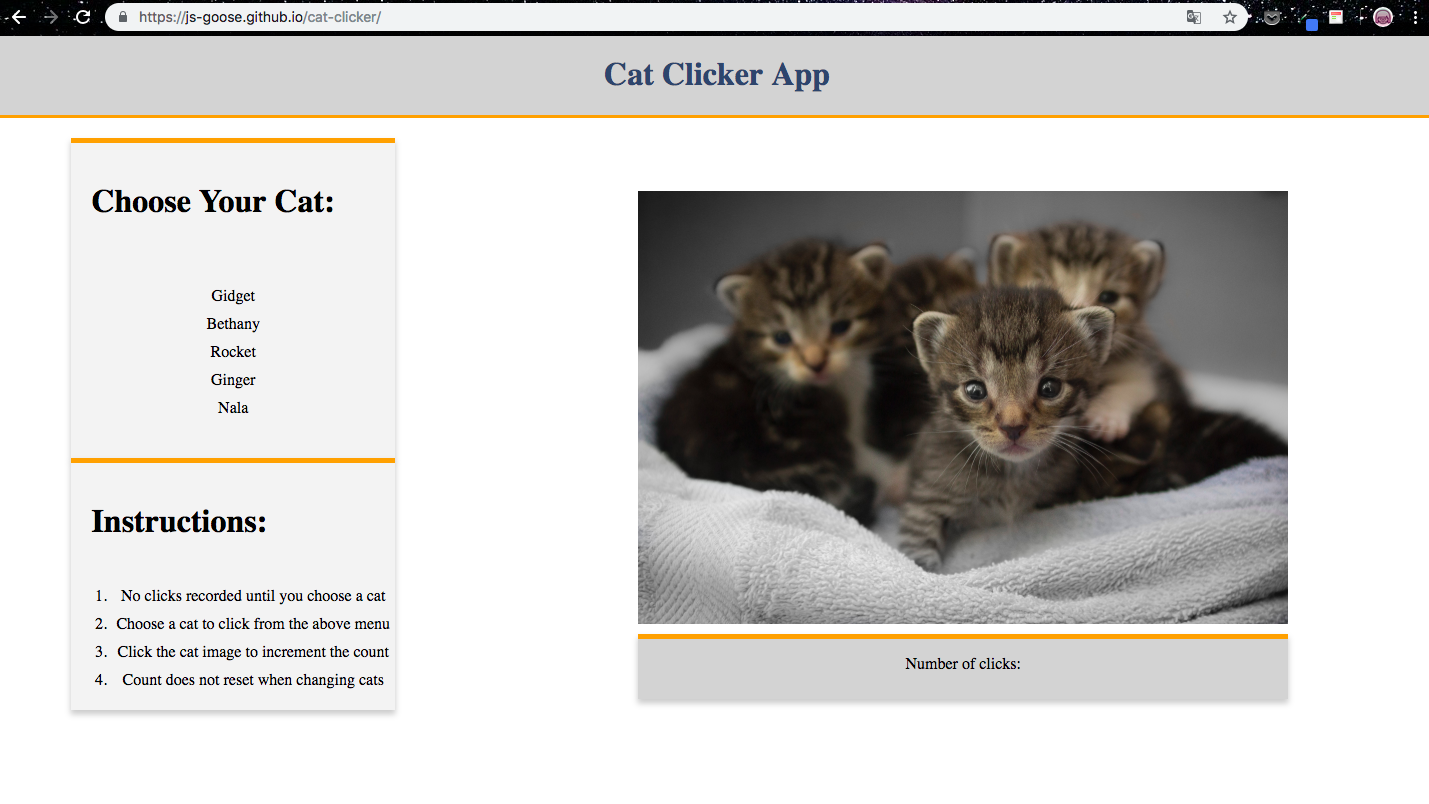 https://js-goose.github.io/cat-clicker/
Cat Clicker App
Choose Your Cat:
Gidget
Bethany
Rocket
Ginger
Nala
Instructions:
1. No clicks recorded until you choose a cat
2. Choose a cat to click from the above menu
3. Click the cat image to increment the count
4. Count does not reset when changing cats
Number of clicks: